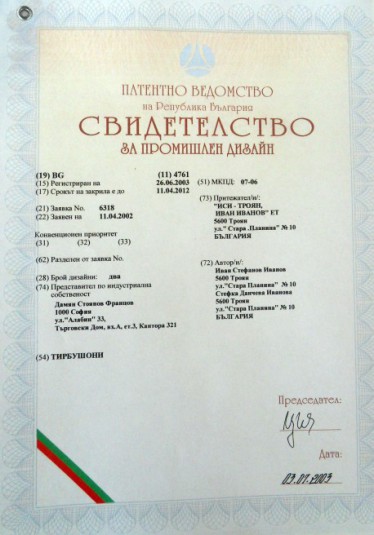 ПАТЕНТНО ВЕДОМСТВО
на Република България
СВИДЕТЕЛСТВО
ЗА ПРОМИШЛЕН ДИЗАЙН
(19) BG
(11) 4761
(15) Регистриран на 26.06.2003
(17) Срокът на закрила е до 11.04.2012
(51) МКПД: 07-06
(21) Заявка No. 6318
(22) Заявен на 11.04.2002
Конвенционен приоритет
(31) (32) (33)
(62) Разделен от заявка No.
(28) Брой дизайни: два
(74) Представител по индустриална
собственост
Дамян Стоянов Францов
1000 София
ул."Алабин" 33,
Търговски Дом, вх.А, ет.3, Кантора 321
(73) Притежател/и/:
"ИСИ - ТРОЯН,
ИВАН ИВАНОВ" ЕТ
5600 Троян
ул." Стара Планина" № 10
БЪЛГАРИЯ
(72) Автор/и/:
Иван Стефанов Иванов
5600 Троян
ул."Стара Планина" № 10
Стефка Данчева Иванова
5600 Троян
ул."Стара Планина" № 10
БЪЛГАРИЯ
(54) ТИРБУШОНИ
Председател:
Дата:
03.07.2003